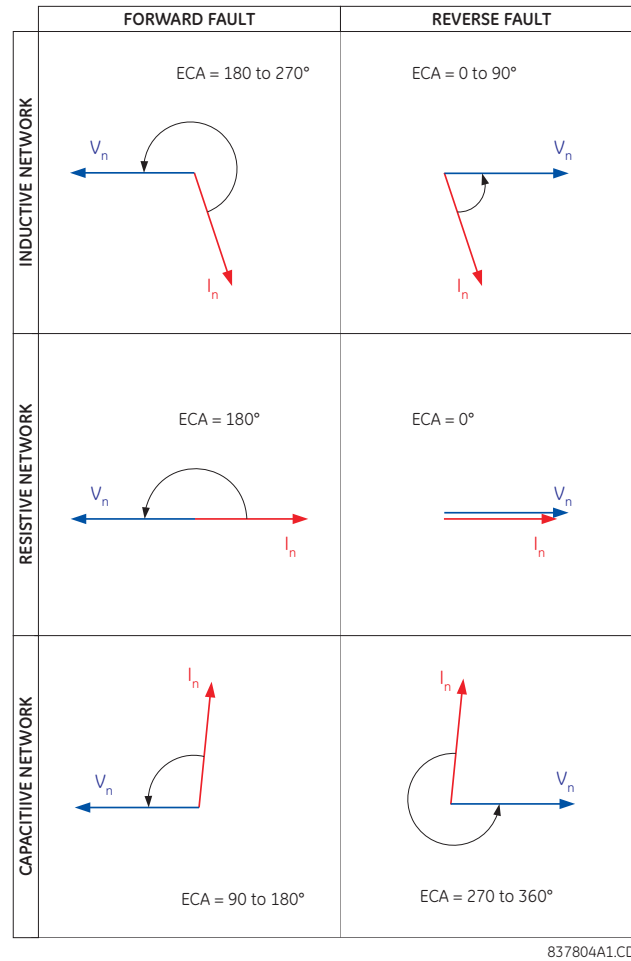 FORWARD FAULT
REVERSE FAULT
INDUCTIVE NETWORK
ECA = 180 to 270°
Vn
In
ECA = 0 to 90°
Vn
In
RESISTIVE NETWORK
ECA = 180°
Vn
In
ECA = 0°
Vn
In
CAPACITIIVE NETWORK
In
Vn
ECA = 90 to 180°
In
Vn
ECA = 270 to 360°
837804A1.CD